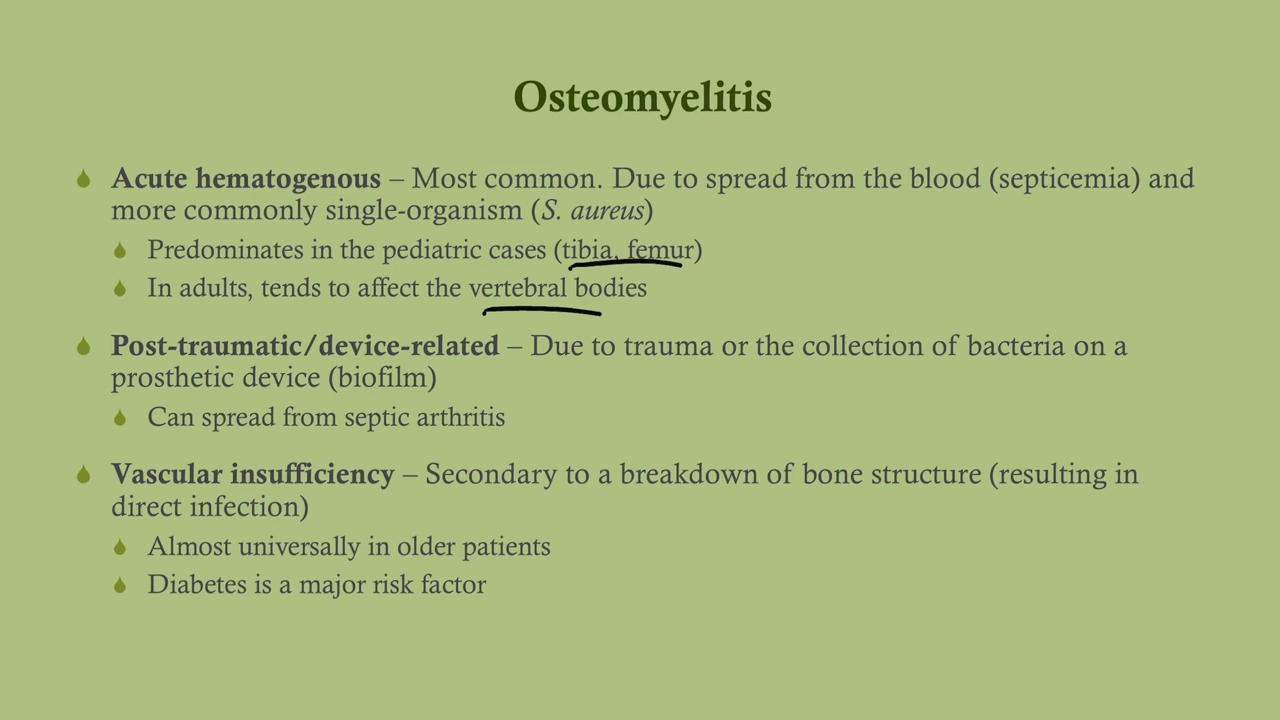 Osteomyelitis
Acute hematogenous – Most common. Due to spread from the blood (septicemia) and
more commonly single-organism (S. aureus)
Predominates in the pediatric cases (tibia, femur)
In adults, tends to affect the vertebral bodies
Post-traumatic/device-related – Due to trauma or the collection of bacteria on a
prosthetic device (biofilm)
Can spread from septic arthritis
Vascular insufficiency – Secondary to a breakdown of bone structure (resulting in
direct infection)
Almost universally in older patients
Diabetes is a major risk factor